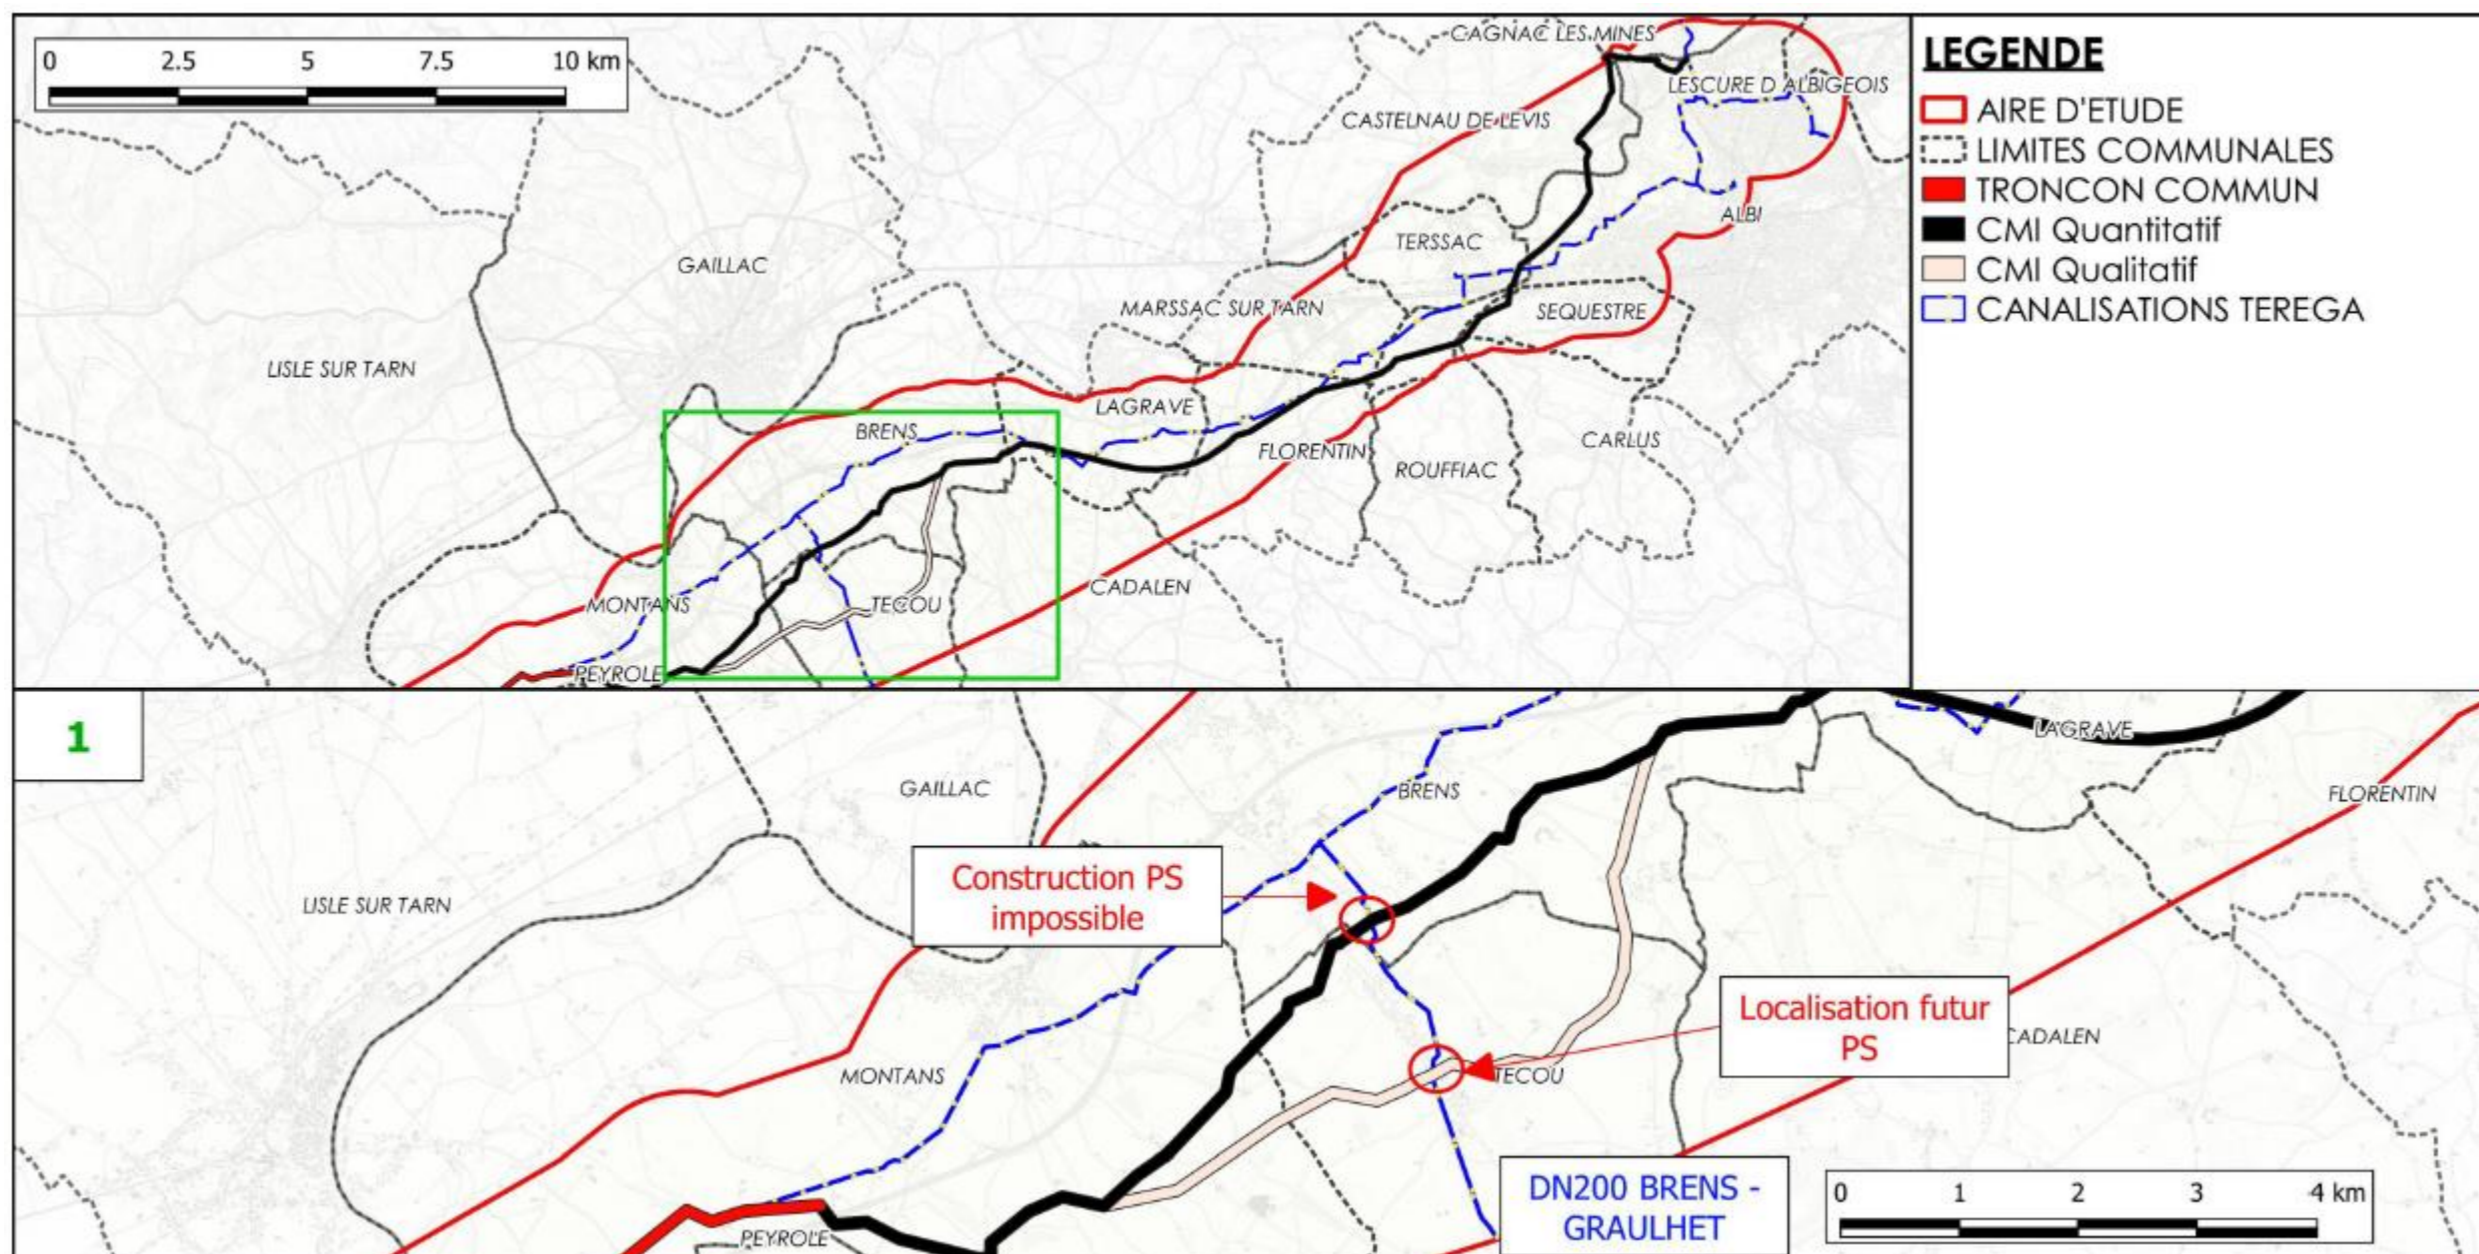 0 2.5 5 7.5 10 km
CAGNAC LES MINES
LESCURE D ALBIGEOIS
CASTELNAU DE LEVIS
ALBI
TERSSAC
GAILLAC
MARSSAC SUR TARN
SEQUESTRE
LISLE SUR TARN
LAGRAVE
BRENS
FLORENTIN
CARLUS
ROUFFIAC
CADALEN
MONTANS
TECOU
PEYROLE
LEGENDE
AIRE D'ETUDE
LIMITES COMMUNALES
TRONCON COMMUN
CMI Quantitatif
CMI Qualitatif
CANALISATIONS TEREGA
1
LAGRAVE
GAILLAC
BRENS
FLORENTIN
Construction PS
impossible
LISLE SUR TARN
Localisation futur
PS
CADALEN
MONTANS
TECOU
DN200 BRENS -
GRAULHET
0 1 2 3 4 km
PEYROLE